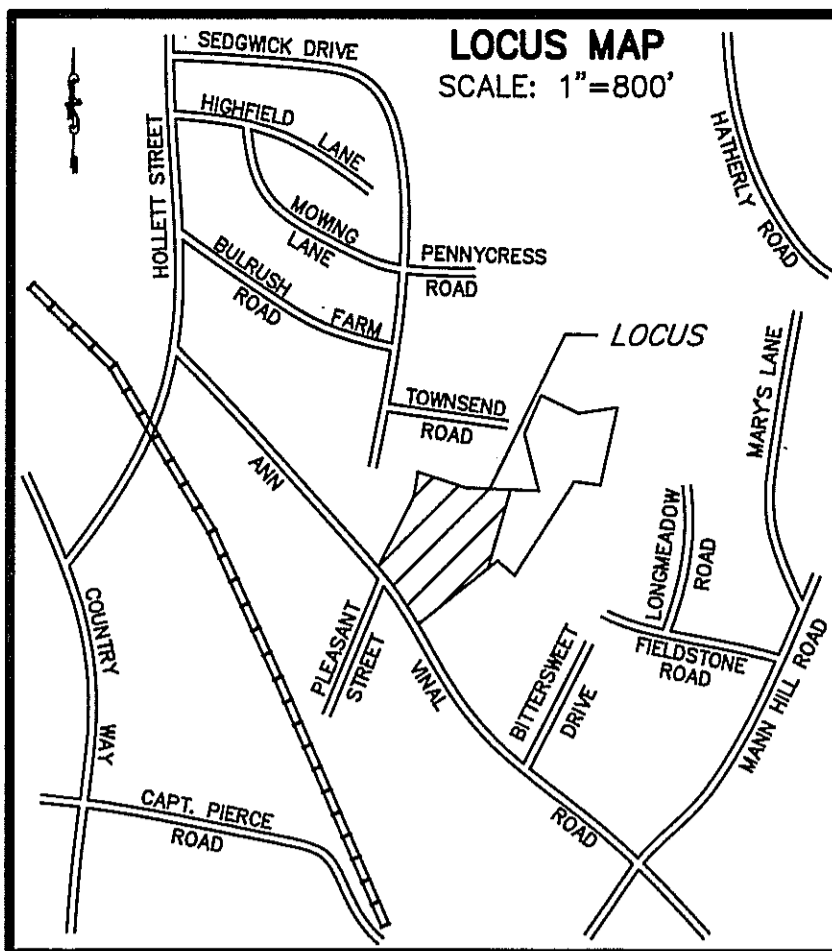 LOCUS MAP
SCALE: 1"=800'
SEDGWICK DRIVE
HIGHFIELD LANE
HOLLETT STREET
MOWING
LANE
PENNYCRESS
ROAD
BULRUSH FARM
ROAD
HATHERLY ROAD
LOCUS
TOWNSEND
ROAD
MARY'S LANE
ANN VINAL ROAD
LONGMEADOW
ROAD
PLEASANT
STREET
FIELDSTONE
ROAD
COUNTRY WAY
BITTERSWEET
DRIVE
MANN HILL ROAD
CAPT. PIERCE
ROAD